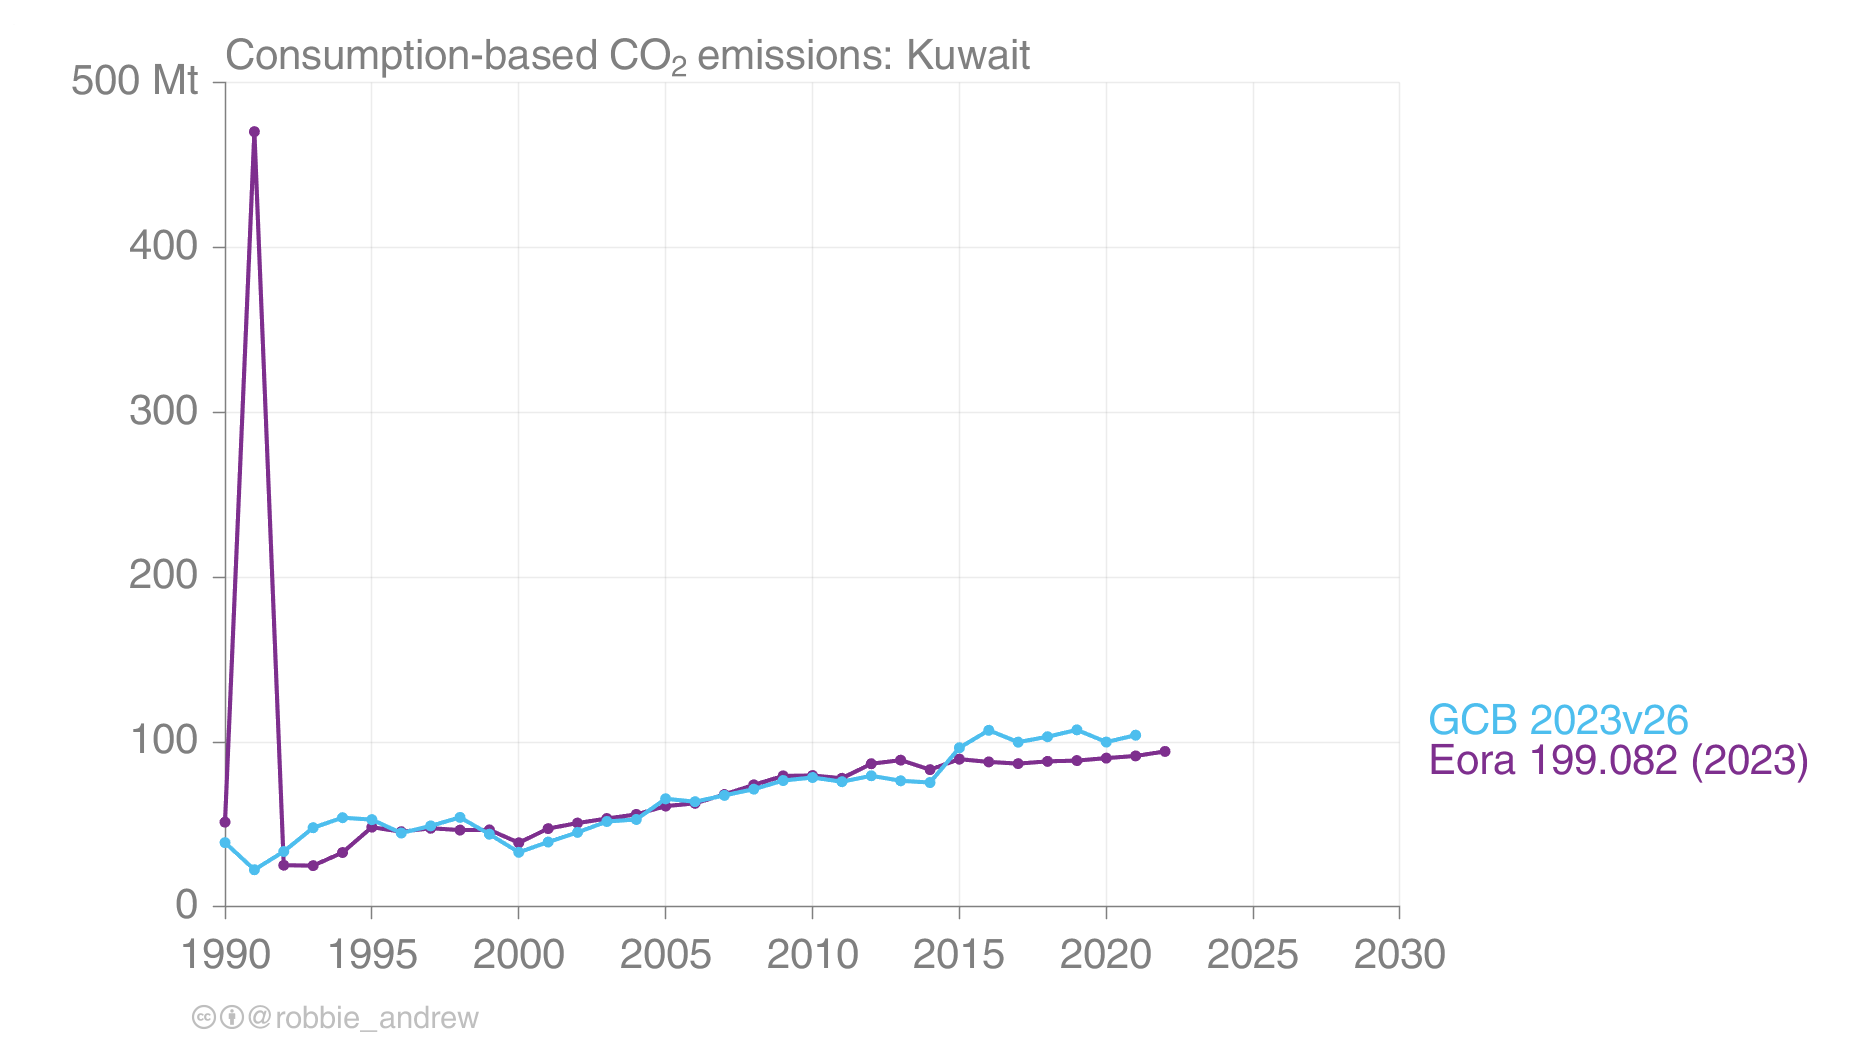 Consumption-based CO₂ emissions: Kuwait
500 Mt
400
300
200
100
0
1990 1995 2000 2005 2010 2015 2020 2025 2030
GCB 2023v26
Eora 199.082 (2023)
@robbie_andrew